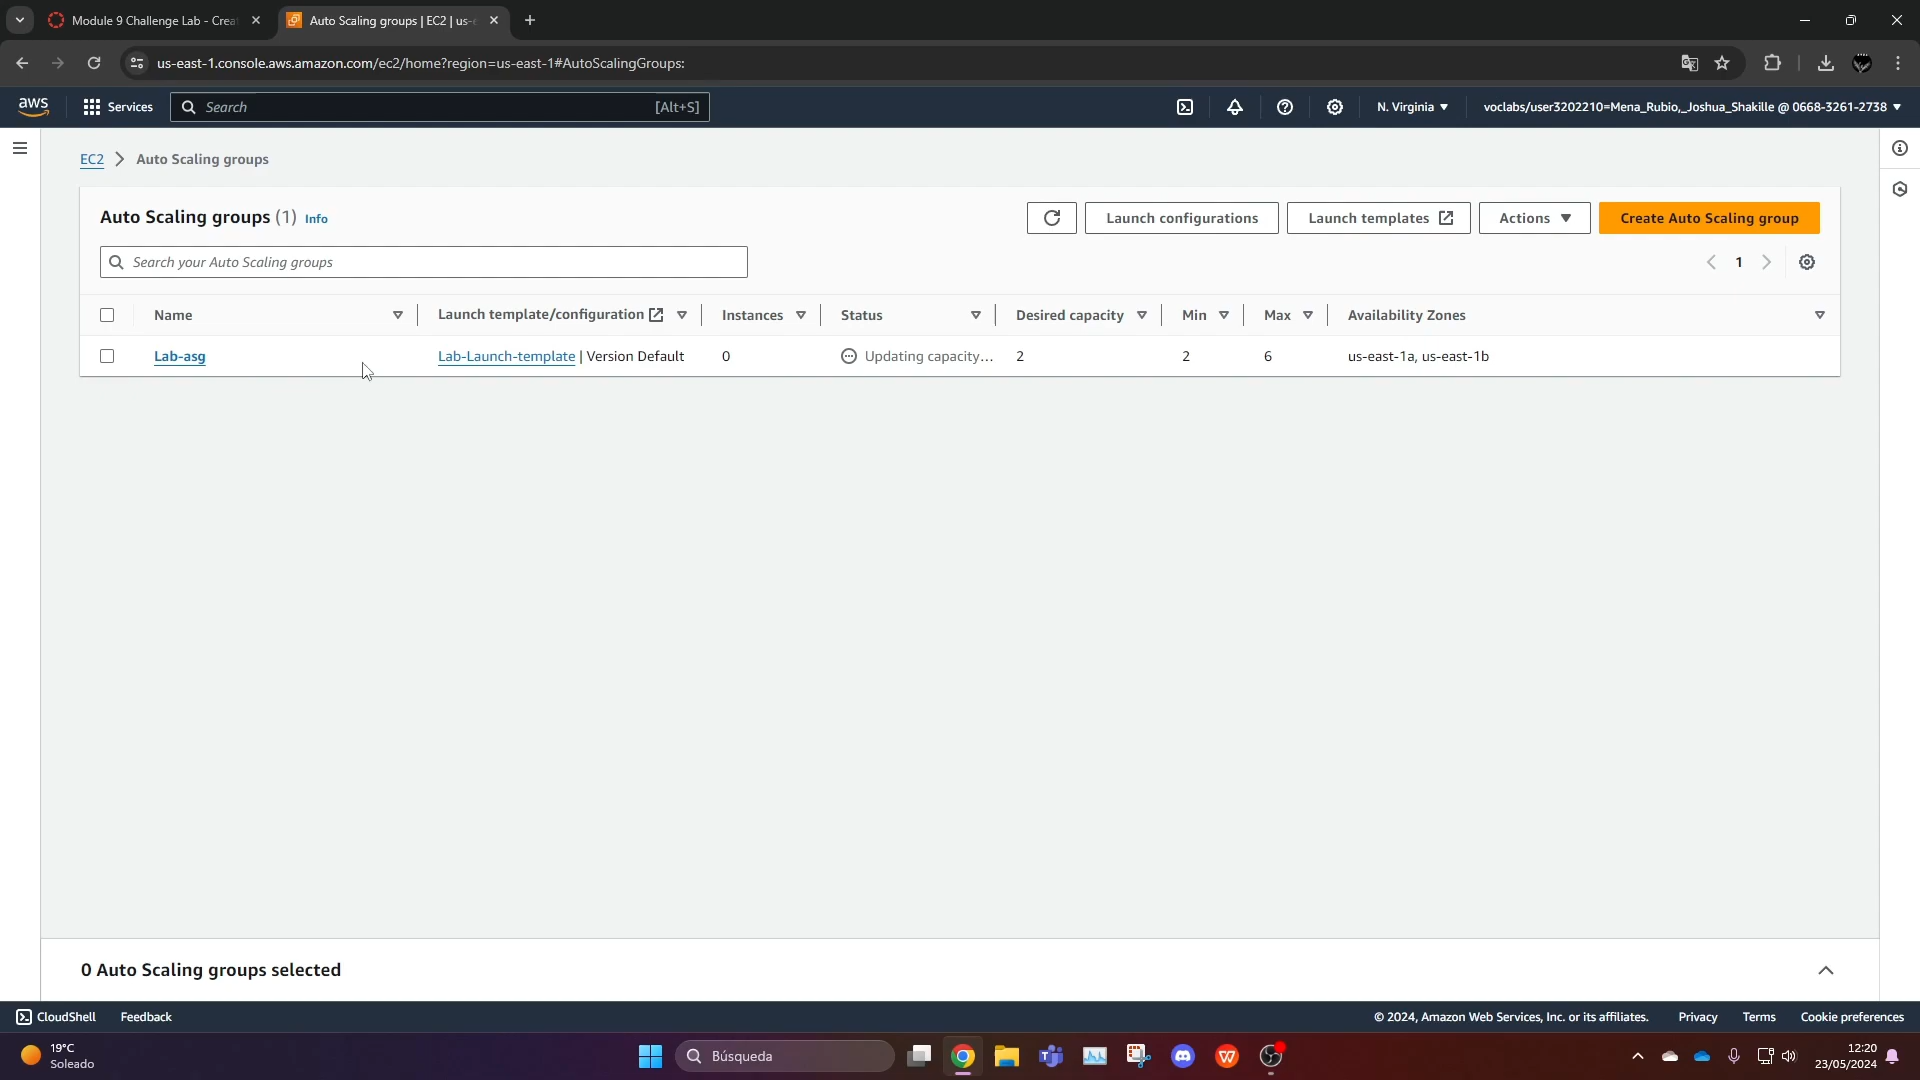 Module 9 Challenge Lab - Crea
Auto Scaling groups | EC2 | us-e
us-east-1.console.aws.amazon.com/ec2/home?region=us-east-1#AutoScalingGroups:
aws
Services
Search
[Alt+S]
N. Virginia
voclabs/user3202210=Mena_Rubio,_Joshua_Shakille @ 0668-3261-2738
EC2
Auto Scaling groups
Auto Scaling groups (1) Info
Launch configurations
Launch templates
Actions
Create Auto Scaling group
Search your Auto Scaling groups
1
Name Launch template/configuration Instances Status Desired capacity Min Max Availability Zones
Lab-asg Lab-Launch-template | Version Default 0 Updating capacity... 2 2 6 us-east-1a, us-east-1b
0 Auto Scaling groups selected
CloudShell Feedback © 2024, Amazon Web Services, Inc. or its affiliates. Privacy Terms Cookie preferences
19°C
Soleado
Búsqueda
12:20
23/05/2024